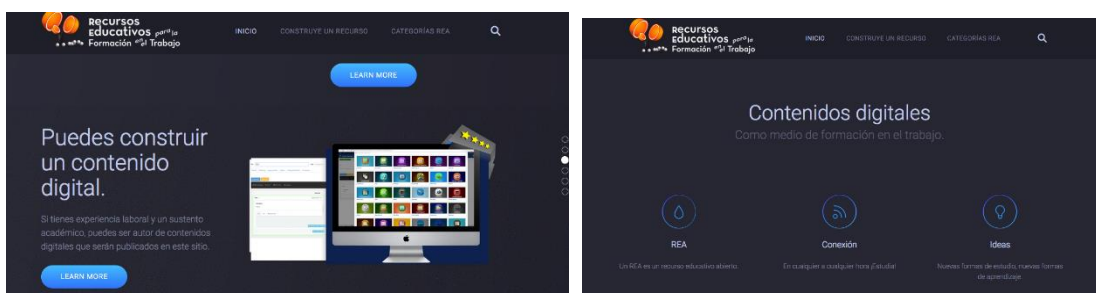 Recursos
Educativos para la
Formación en el Trabajo
INICIO CONSTRUYE UN RECURSO CATEGORÍAS REA
LEARN MORE
Puedes construir
un contenido
digital.
Si tienes experiencia laboral y un sustento
académico, puedes ser autor de contenidos
digitales que serán publicados en este sitio.
LEARN MORE
Recursos
Educativos para la
Formación en el Trabajo
INICIO CONSTRUYE UN RECURSO CATEGORÍAS REA
Contenidos digitales
Como medio de formación en el trabajo.
REA
Un REA es un recurso educativo abierto.
Conexión
En cualquier a cualquier hora ¡Estudia!
Ideas
Nuevas formas de estudio, nuevas formas
de aprendizaje